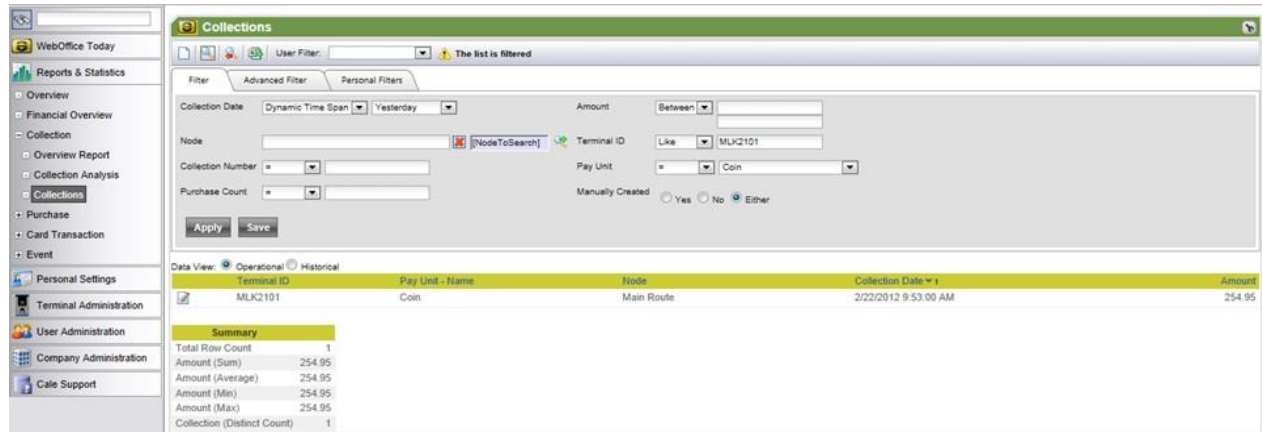 Collections
WebOffice Today
User Filter:
The list is filtered
Reports & Statistics
Filter
Advanced Filter
Personal Filters
Overview
Financial Overview
Collection
Overview Report
Collection Analysis
Collections
Purchase
Card Transaction
Event
Personal Settings
Terminal Administration
User Administration
Company Administration
Cale Support
Collection Date Dynamic Time Span Yesterday Amount Between
Node [NodeToSearch] Terminal ID Like MLK2101
Collection Number = Pay Unit = Coin
Purchase Count = Manually Created Yes No Either
Apply Save
Data View: Operational Historical
Terminal ID Pay Unit - Name Node Collection Date 1 Amount
MLK2101 Coin Main Route 2/22/2012 9:53:00 AM 254.95
Summary
Total Row Count 1
Amount (Sum) 254.95
Amount (Average) 254.95
Amount (Min) 254.95
Amount (Max) 254.95
Collection (Distinct Count) 1